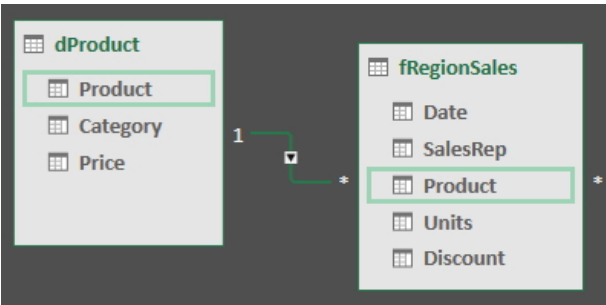 dProduct
Product
Category
Price
1
*
fRegionSales
Date
SalesRep
Product
Units
Discount
*